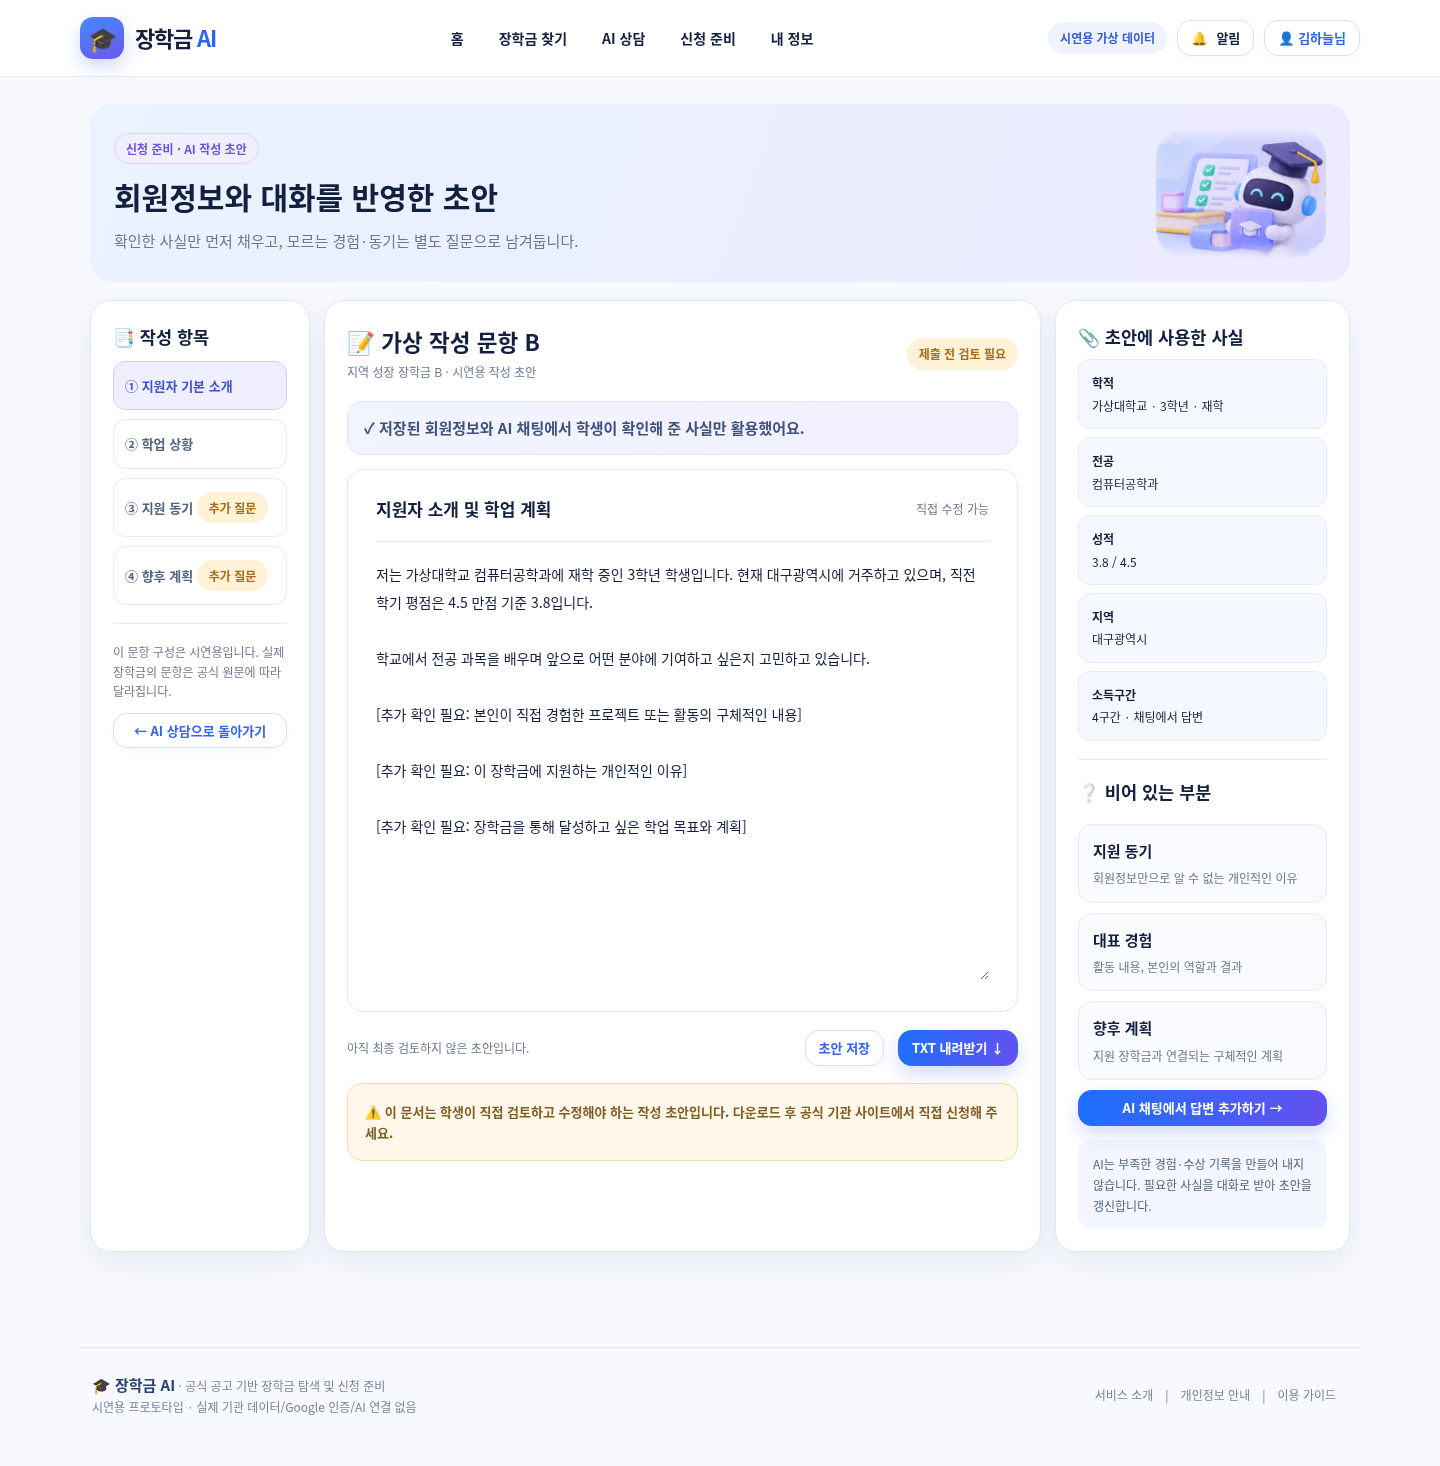 🎓 장학금 AI
홈 장학금 찾기 AI 상담 신청 준비 내 정보
시연용 가상 데이터 🔔 알림 👤 김하늘님
신청 준비 · AI 작성 초안
회원정보와 대화를 반영한 초안
확인한 사실만 먼저 채우고, 모르는 경험·동기는 별도 질문으로 남겨둡니다.
📑 작성 항목
① 지원자 기본 소개
② 학업 상황
③ 지원 동기 추가 질문
④ 향후 계획 추가 질문
이 문항 구성은 시연용입니다. 실제
장학금의 문항은 공식 원문에 따라
달라집니다.
← AI 상담으로 돌아가기
📝 가상 작성 문항 B
지역 성장 장학금 B · 시연용 작성 초안
제출 전 검토 필요
✓ 저장된 회원정보와 AI 채팅에서 학생이 확인해 준 사실만 활용했어요.
지원자 소개 및 학업 계획
직접 수정 가능
저는 가상대학교 컴퓨터공학과에 재학 중인 3학년 학생입니다. 현재 대구광역시에 거주하고 있으며, 직전
학기 평점은 4.5 만점 기준 3.8입니다.
학교에서 전공 과목을 배우며 앞으로 어떤 분야에 기여하고 싶은지 고민하고 있습니다.
[추가 확인 필요: 본인이 직접 경험한 프로젝트 또는 활동의 구체적인 내용]
[추가 확인 필요: 이 장학금에 지원하는 개인적인 이유]
[추가 확인 필요: 장학금을 통해 달성하고 싶은 학업 목표와 계획]
아직 최종 검토하지 않은 초안입니다.
초안 저장
TXT 내려받기 ↓
⚠️ 이 문서는 학생이 직접 검토하고 수정해야 하는 작성 초안입니다. 다운로드 후 공식 기관 사이트에서 직접 신청해 주
세요.
📎 초안에 사용한 사실
학적
가상대학교 · 3학년 · 재학
전공
컴퓨터공학과
성적
3.8 / 4.5
지역
대구광역시
소득구간
4구간 · 채팅에서 답변
❔ 비어 있는 부분
지원 동기
회원정보만으로 알 수 없는 개인적인 이유
대표 경험
활동 내용, 본인의 역할과 결과
향후 계획
지원 장학금과 연결되는 구체적인 계획
AI 채팅에서 답변 추가하기 →
AI는 부족한 경험·수상 기록을 만들어 내지
않습니다. 필요한 사실을 대화로 받아 초안을
갱신합니다.
🎓 장학금 AI · 공식 공고 기반 장학금 탐색 및 신청 준비
시연용 프로토타입 · 실제 기관 데이터/Google 인증/AI 연결 없음
서비스 소개 | 개인정보 안내 | 이용 가이드